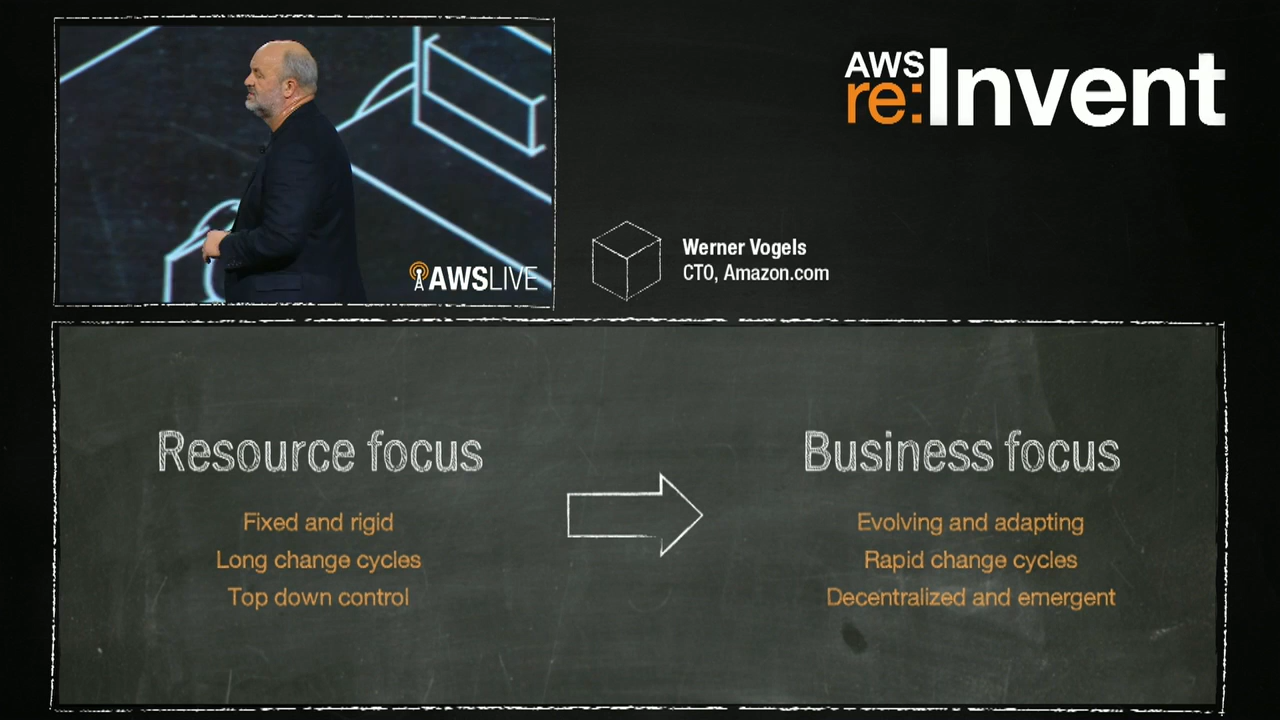 AWS
re:Invent
AWSLIVE
Werner Vogels
CTO, Amazon.com
Resource focus
Fixed and rigid
Long change cycles
Top down control
Business focus
Evolving and adapting
Rapid change cycles
Decentralized and emergent